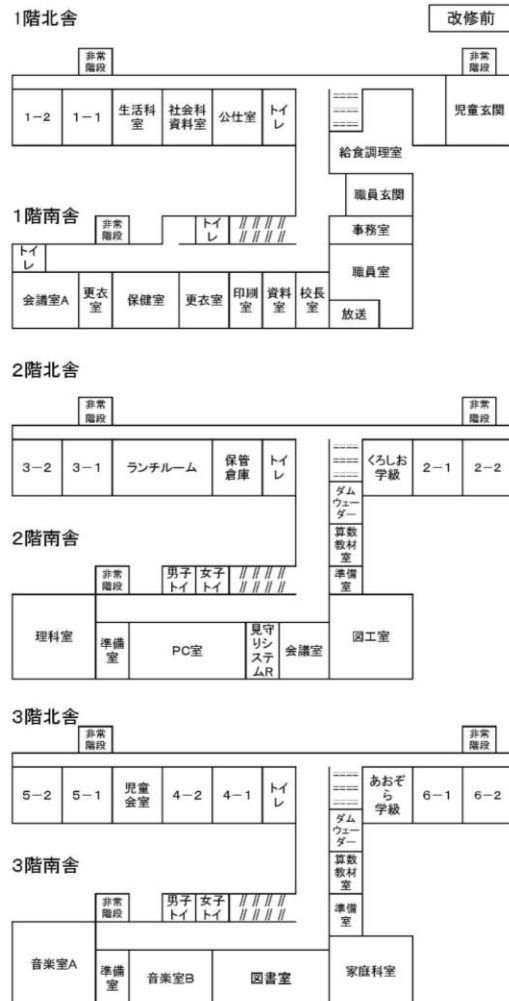 1階北舎
改修前
非常
階段
非常
階段
1−2
1−1
生活科
室
社会科
資料室
公仕室
トイ
レ
児童玄関
給食調理室
職員玄関
1階南舎
非常
階段
トイ
レ
事務室
トイ
レ
職員室
会議室A
更衣
室
保健室
更衣室
印刷
室
資料
室
校長
室
放送
2階北舎
非常
階段
非常
階段
3−2
3−1
ランチルーム
保管
倉庫
トイ
レ
くろしお
学級
2−1
2−2
ダム
ウェー
ダー
算数
教材
室
2階南舎
非常
階段
男子
トイ
女子
トイ
準備
室
理科室
準備
室
PC室
見守
りシ
ステ
ムR
会議室
図工室
3階北舎
非常
階段
非常
階段
5−2
5−1
児童
会室
4−2
4−1
トイ
レ
あおぞ
ら
学級
6−1
6−2
ダム
ウェー
ダー
算数
教材
室
3階南舎
非常
階段
男子
トイ
女子
トイ
準備
室
音楽室A
準備
室
音楽室B
図書室
家庭科室